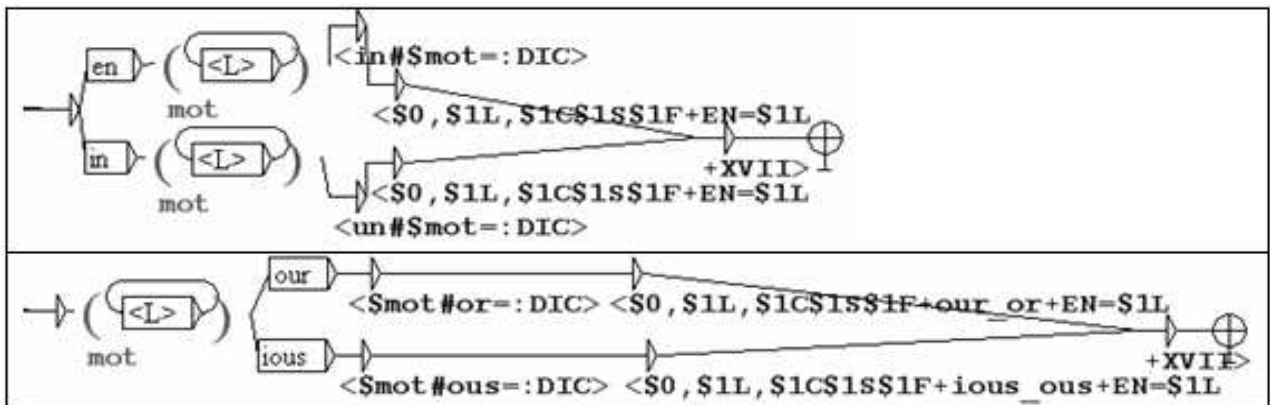 <in#$mot=:DIC>
en <L>
mot
<$0,$1L,$1C$1S$1F+EN=$1L
in <L>
+XVII>
mot
<$0,$1L,$1C$1S$1F+EN=$1L
<un#$mot=:DIC>
our
<L>
<$mot#or=:DIC> <$0,$1L,$1C$1S$1F+our_or+EN=$1L
mot
ious
+XVII>
<$mot#ous=:DIC> <$0,$1L,$1C$1S$1F+ious_ous+EN=$1L